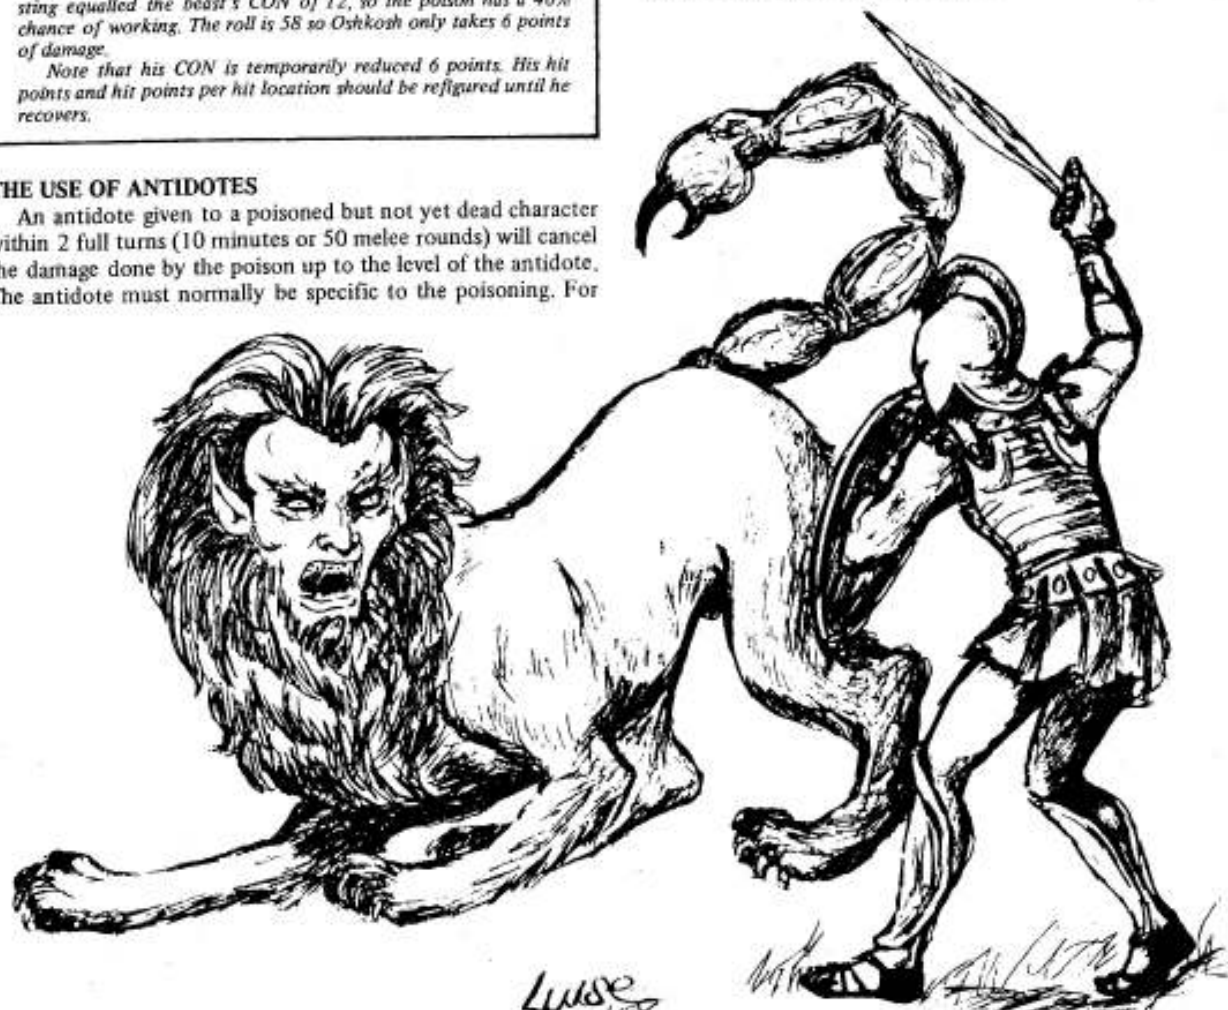 sting equalled the beast's CON of 12, so the poison has a 40%
chance of working. The roll is 58 so Oshkosh only takes 6 points
of damage.
Note that his CON is temporarily reduced 6 points. His hit
points and hit points per hit location should be refigured until he
recovers.
THE USE OF ANTIDOTES
An antidote given to a poisoned but not yet dead character
within 2 full turns (10 minutes or 50 melee rounds) will cancel
the damage done by the poison up to the level of the antidote.
The antidote must normally be specific to the poisoning. For
Luise